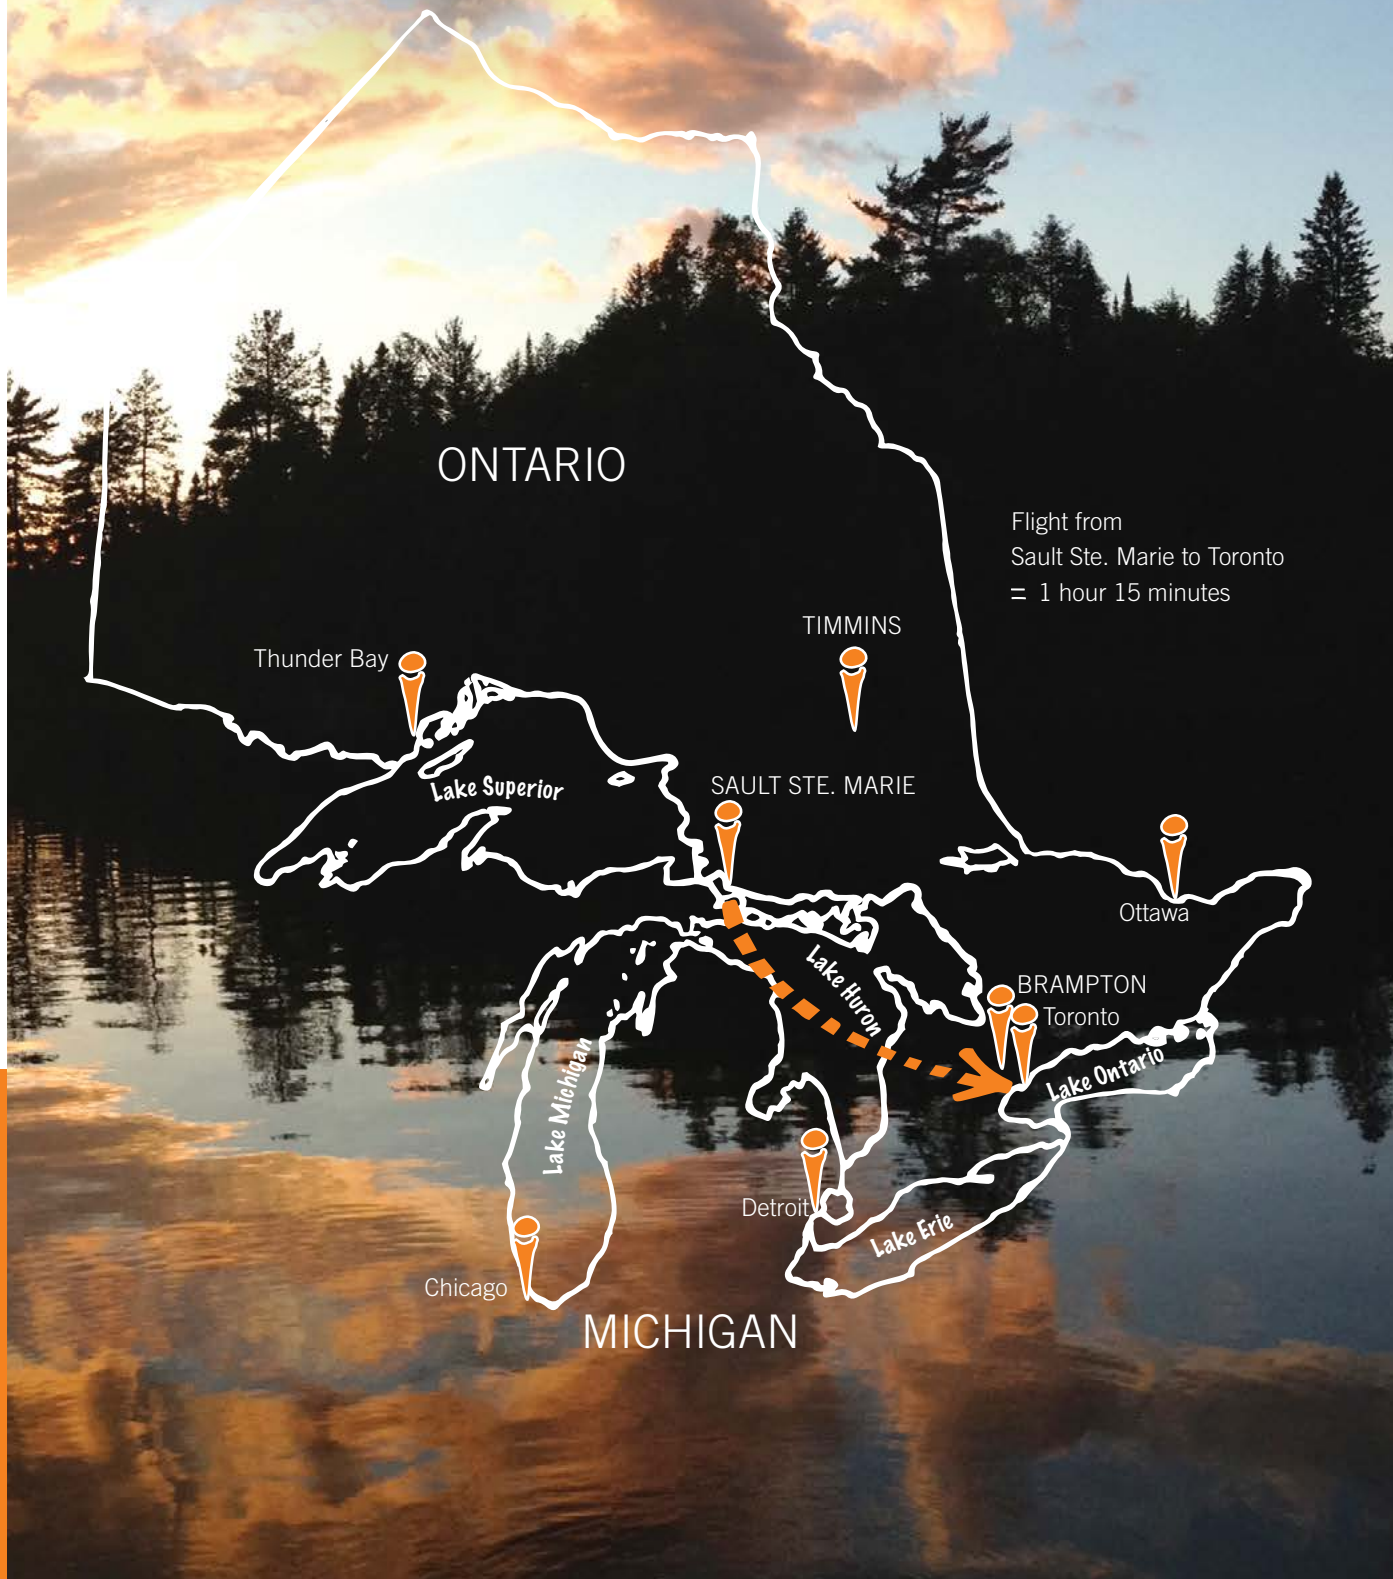 ONTARIO
Flight from
Sault Ste. Marie to Toronto
= 1 hour 15 minutes
TIMMINS
Thunder Bay
Lake Superior
SAULT STE. MARIE
Ottawa
Lake Huron
BRAMPTON
Toronto
Lake Ontario
Lake Michigan
Detroit
Lake Erie
Chicago
MICHIGAN